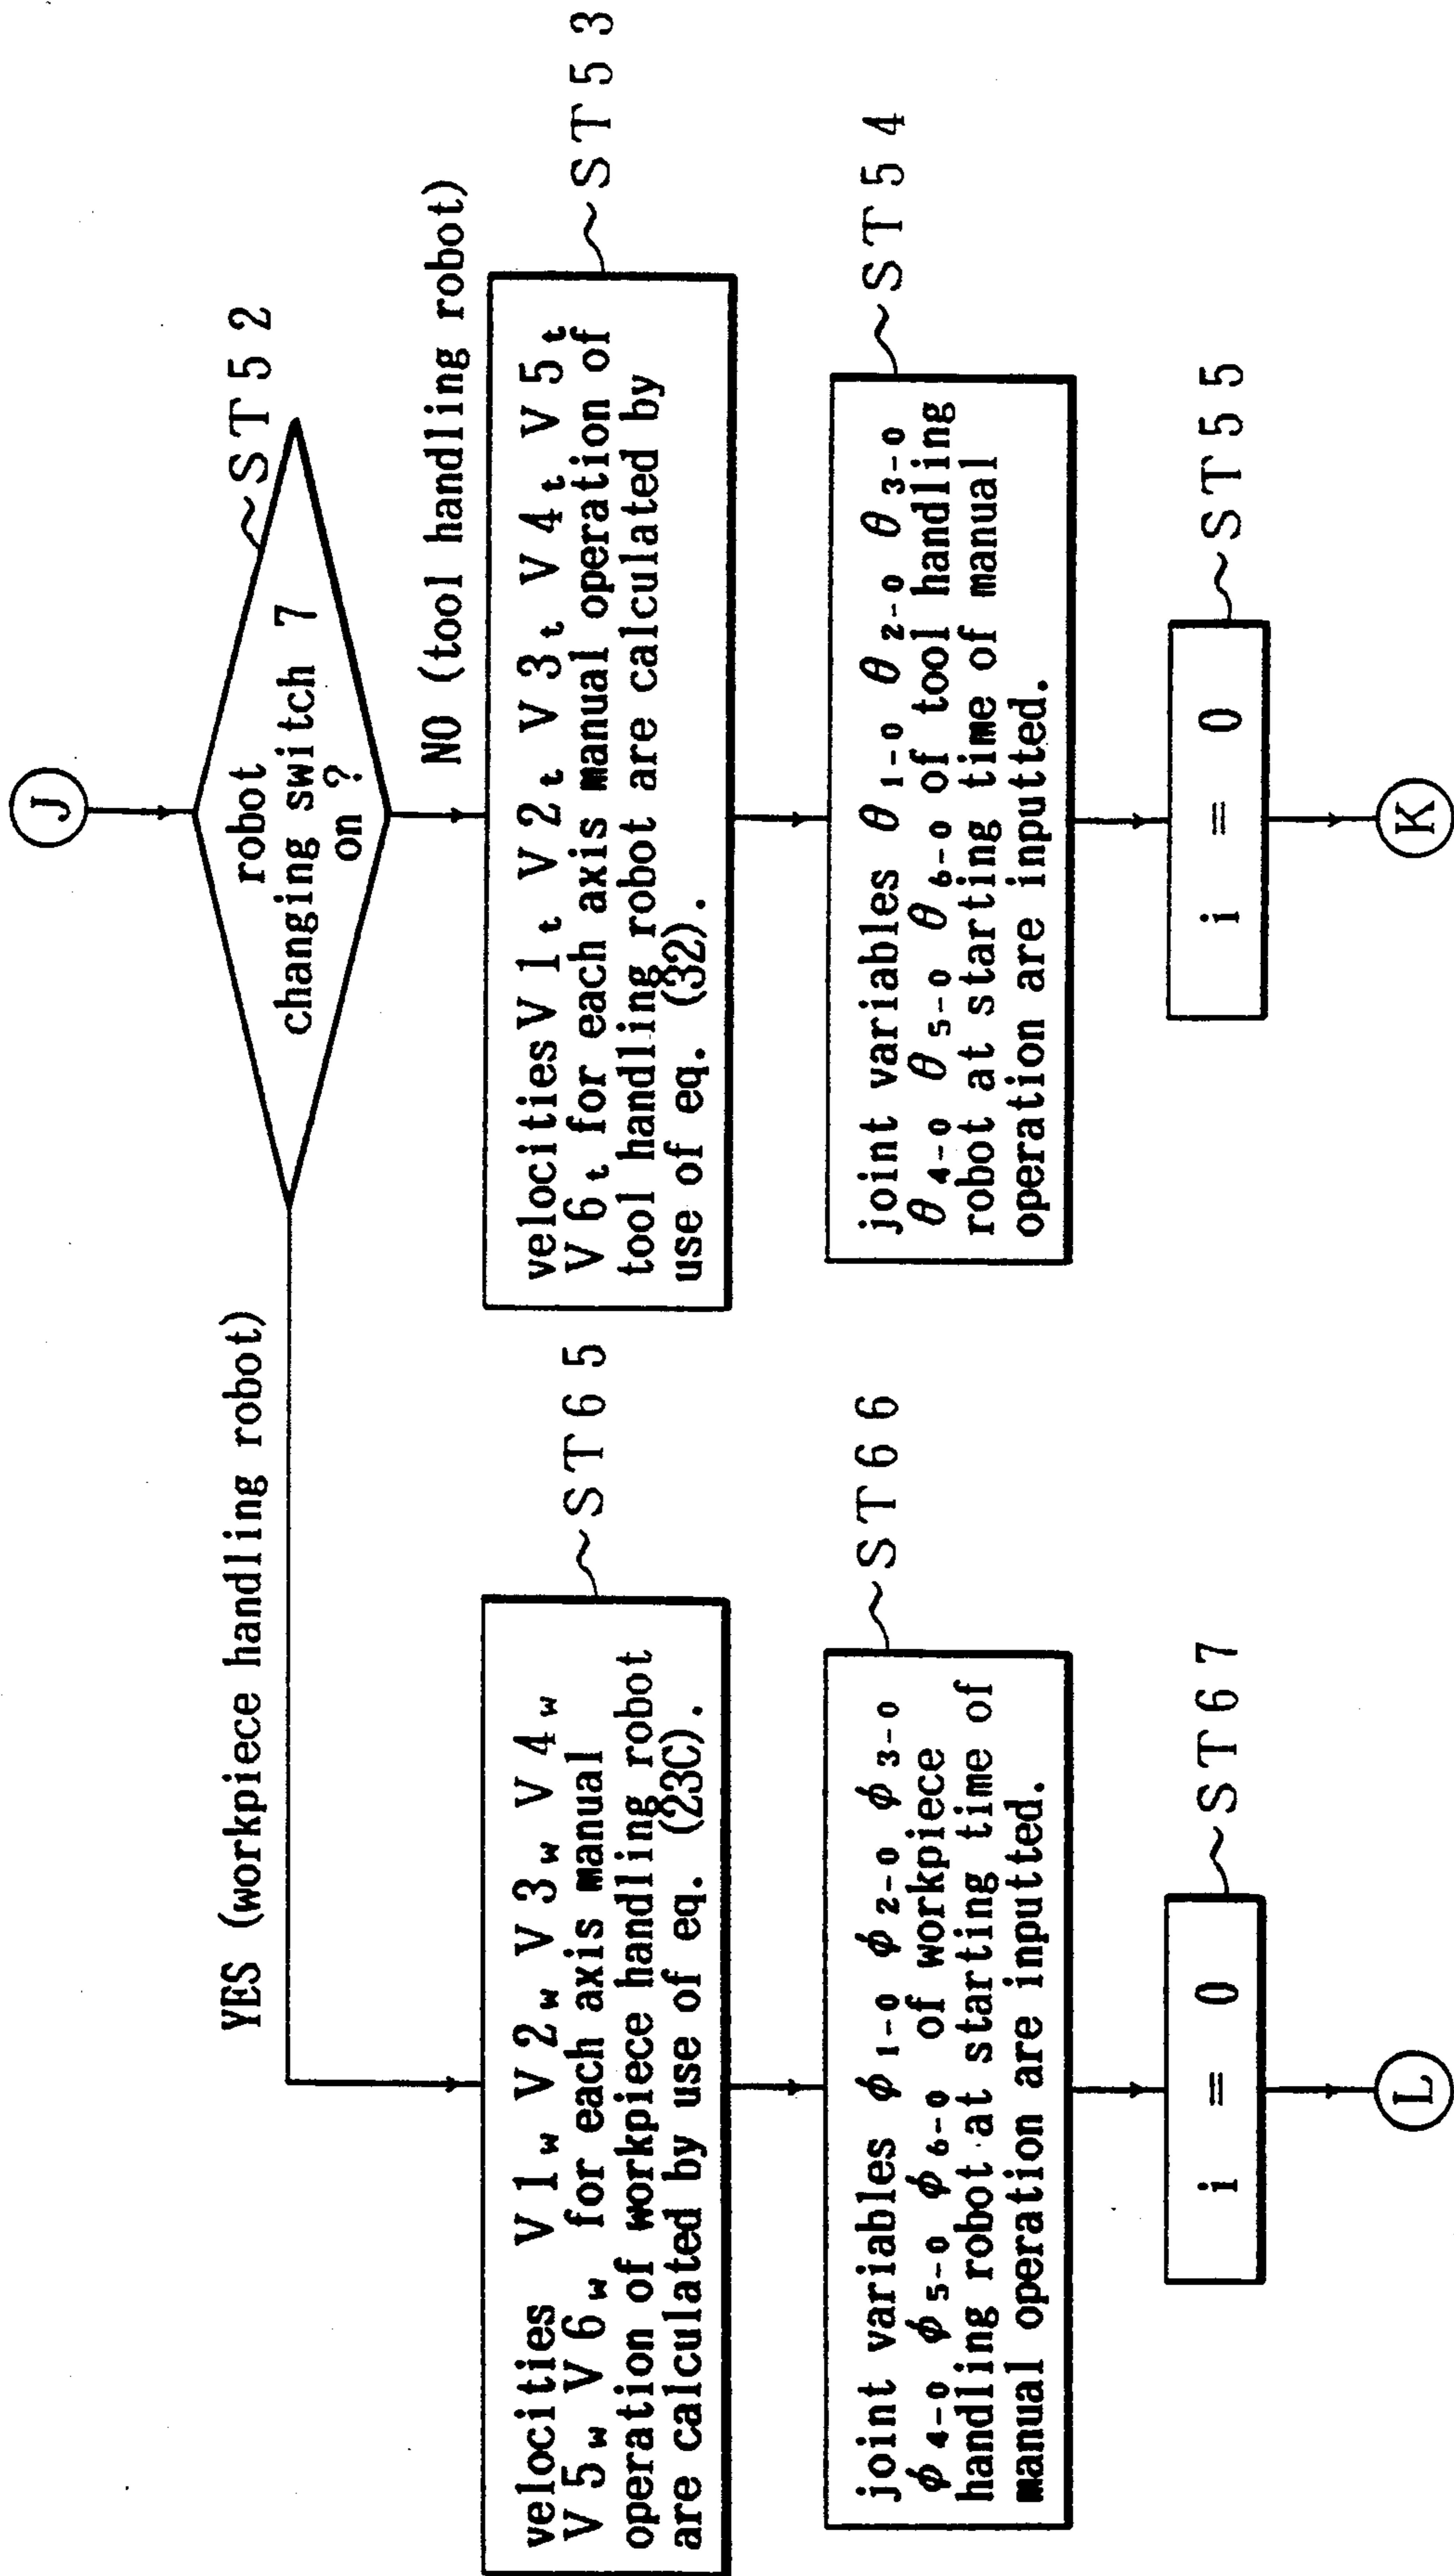 J
robot
changing switch 7
on ?
~ST52
YES (workpiece handling robot)
NO (tool handling robot)
velocities V1w V2w V3w V4w
V5w V6w for each axis manual
operation of workpiece handling robot
are calculated by use of eq. (23C).
~ST65
velocities V1t V2t V3t V4t V5t
V6t for each axis manual operation of
tool handling robot are calculated by
use of eq. (32).
~ST53
joint variables ϕ1-0 ϕ2-0 ϕ3-0
ϕ4-0 ϕ5-0 ϕ6-0 of workpiece
handling robot at starting time of
manual operation are inputted.
~ST66
joint variables θ1-0 θ2-0 θ3-0
θ4-0 θ5-0 θ6-0 of tool handling
robot at starting time of manual
operation are inputted.
~ST54
i = 0
~ST67
i = 0
~ST55
L
K